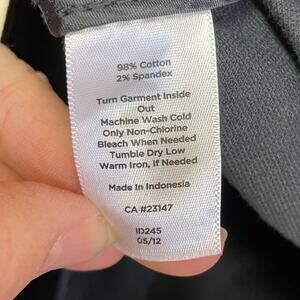 98% Cotton
2% Spandex
Turn Garment Inside
Out
Machine Wash Cold
Only Non-Chlorine
Bleach When Needed
Tumble Dry Low
Warm Iron, If Needed
Made In Indonesia
CA #23147
ID245
05/12